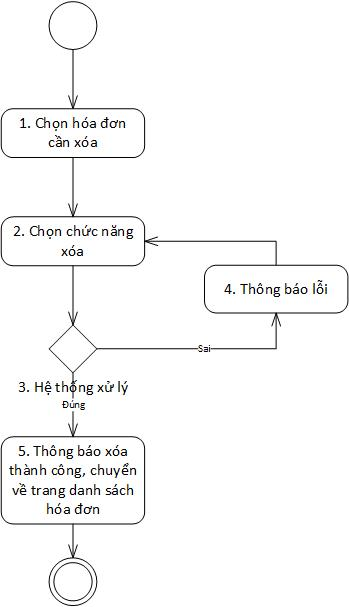 1. Chọn hóa đơn
cần xóa
2. Chọn chức năng
xóa
4. Thông báo lỗi
Sai
3. Hệ thống xử lý
Đúng
5. Thông báo xóa
thành công, chuyển
về trang danh sách
hóa đơn